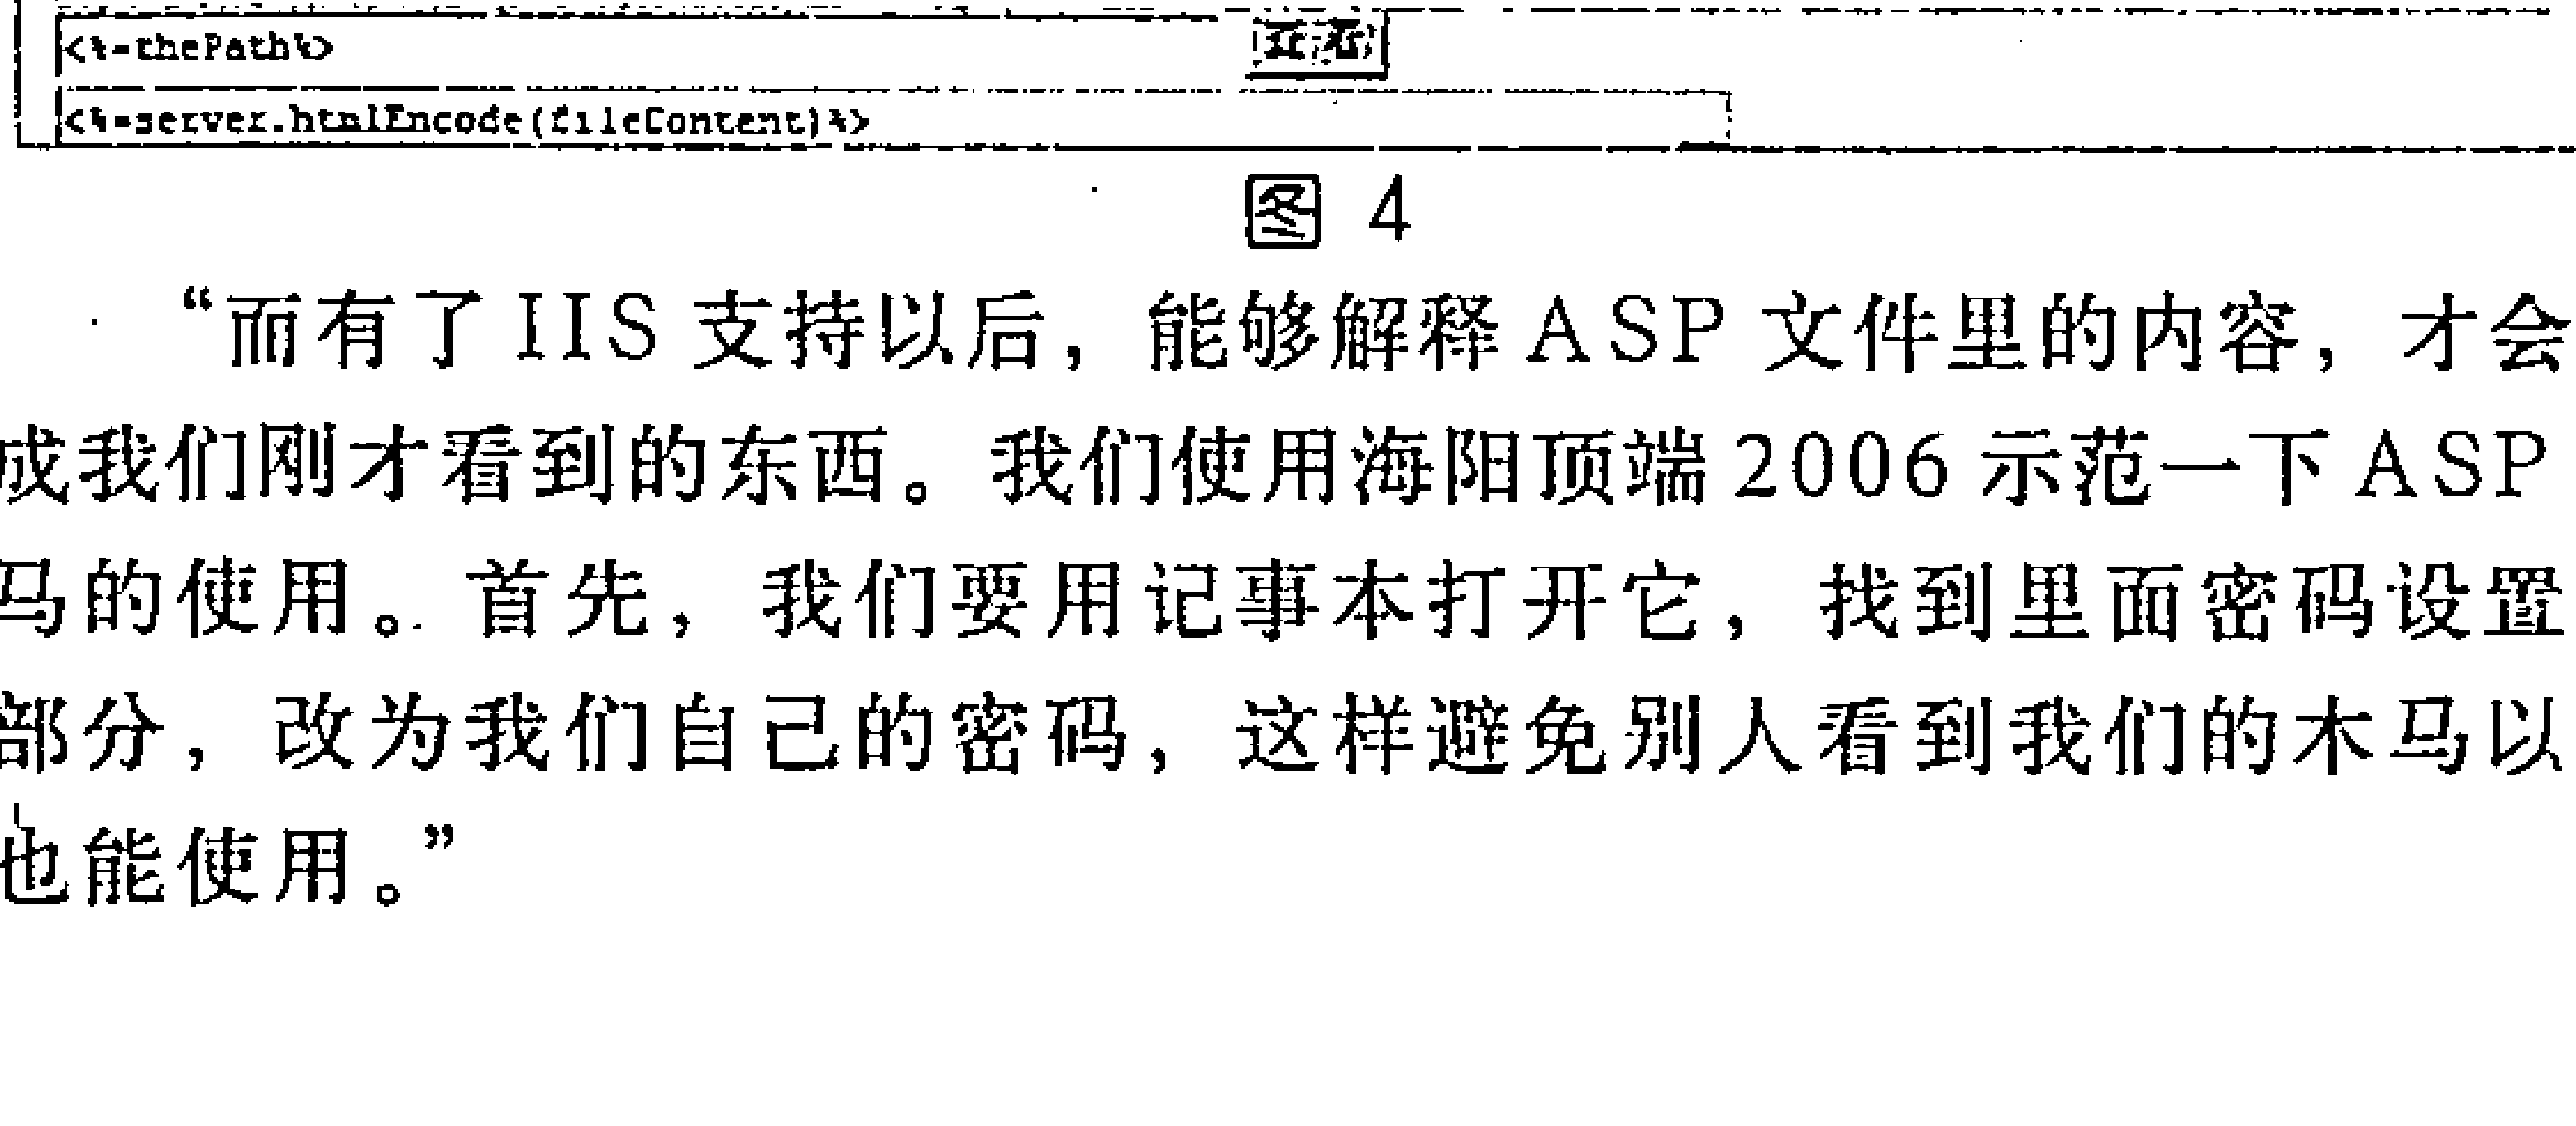 <%=thePath%>
<%=server.htmlEncode(fileContent)%>
图 4
“而有了IIS 支持以后，能够解释ASP 文件里的内容，才会
成我们刚才看到的东西。我们使用海阳顶端2006示范一下ASP
马的使用。首先，我们要用记事本打开它，找到里面密码设置
部分，改为我们自己的密码，这样避免别人看到我们的木马以
也能使用。”